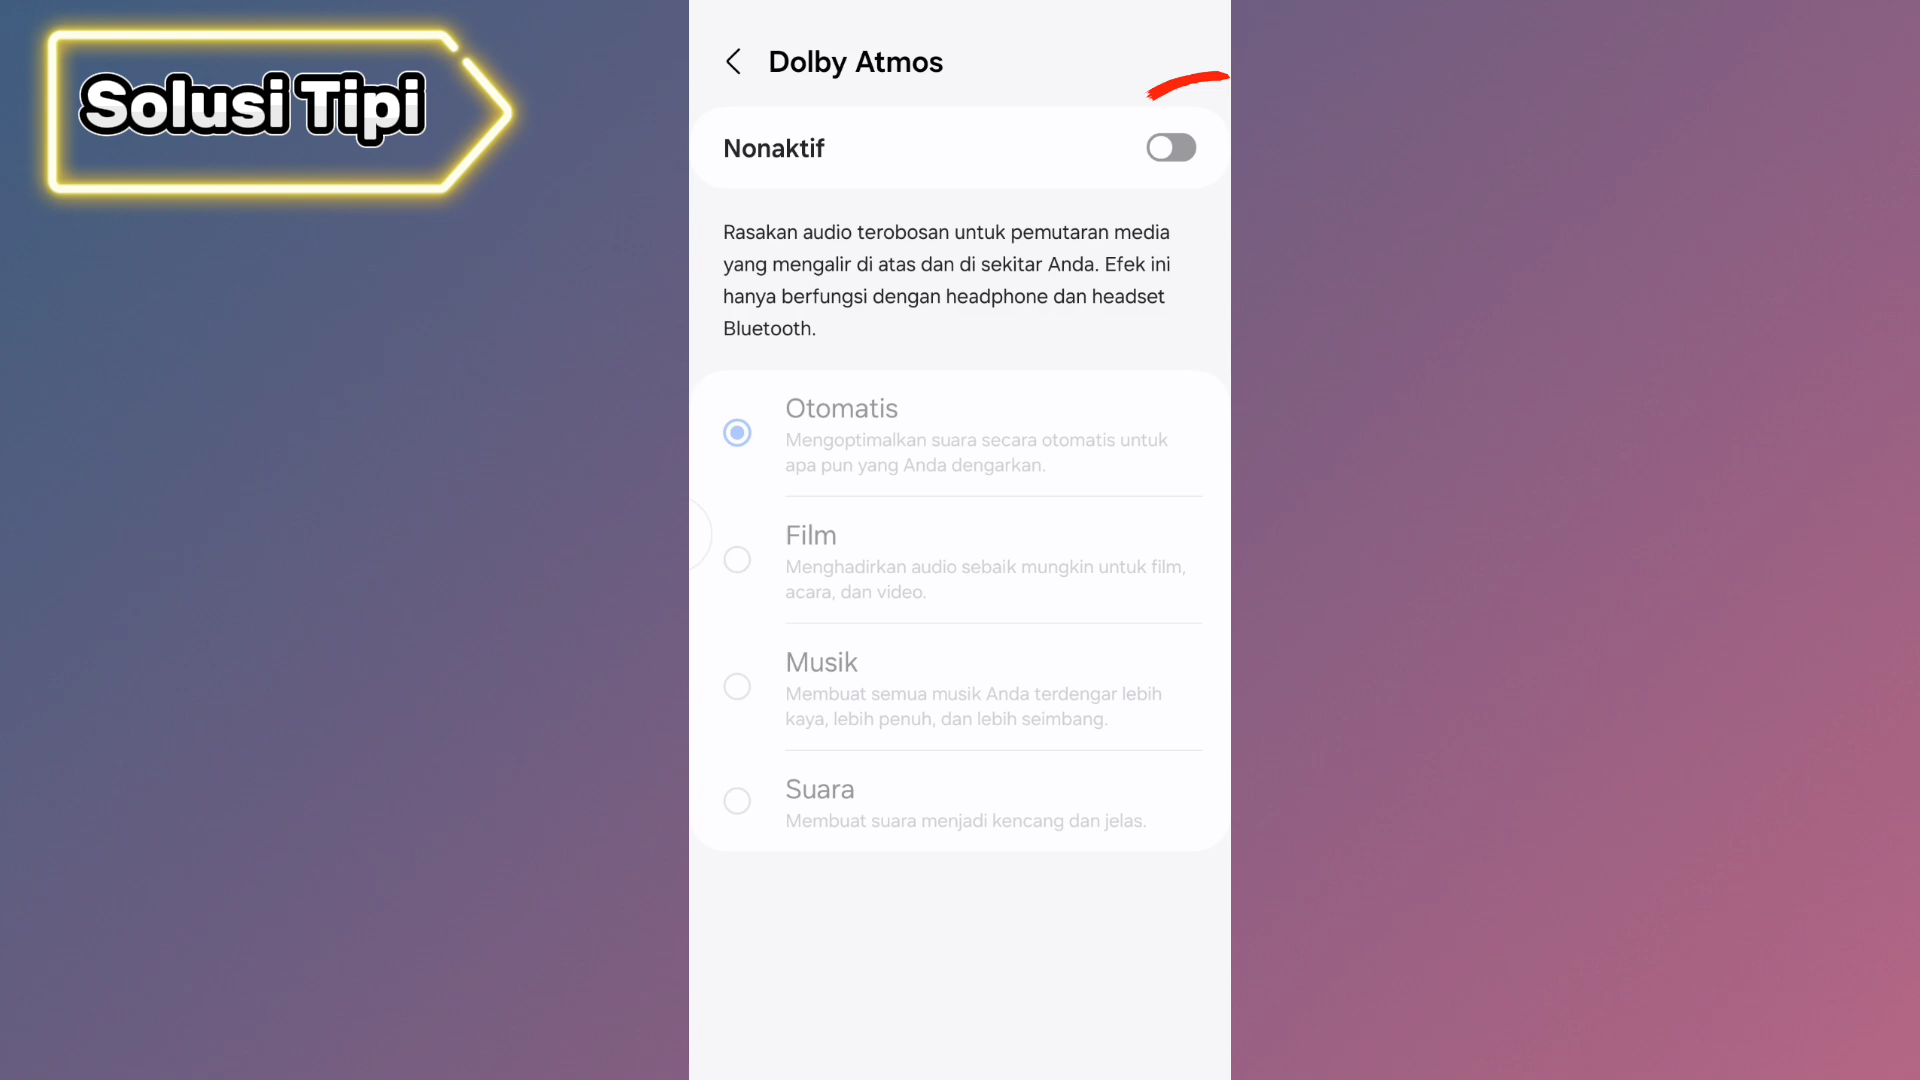 Solusi Tipi
Dolby Atmos
Nonaktif
Rasakan audio terobosan untuk pemutaran media
yang mengalir di atas dan di sekitar Anda. Efek ini
hanya berfungsi dengan headphone dan headset
Bluetooth.
Otomatis
Mengoptimalkan suara secara otomatis untuk
apa pun yang Anda dengarkan.
Film
Menghadirkan audio sebaik mungkin untuk film,
acara, dan video.
Musik
Membuat semua musik Anda terdengar lebih
kaya, lebih penuh, dan lebih seimbang.
Suara
Membuat suara menjadi kencang dan jelas.